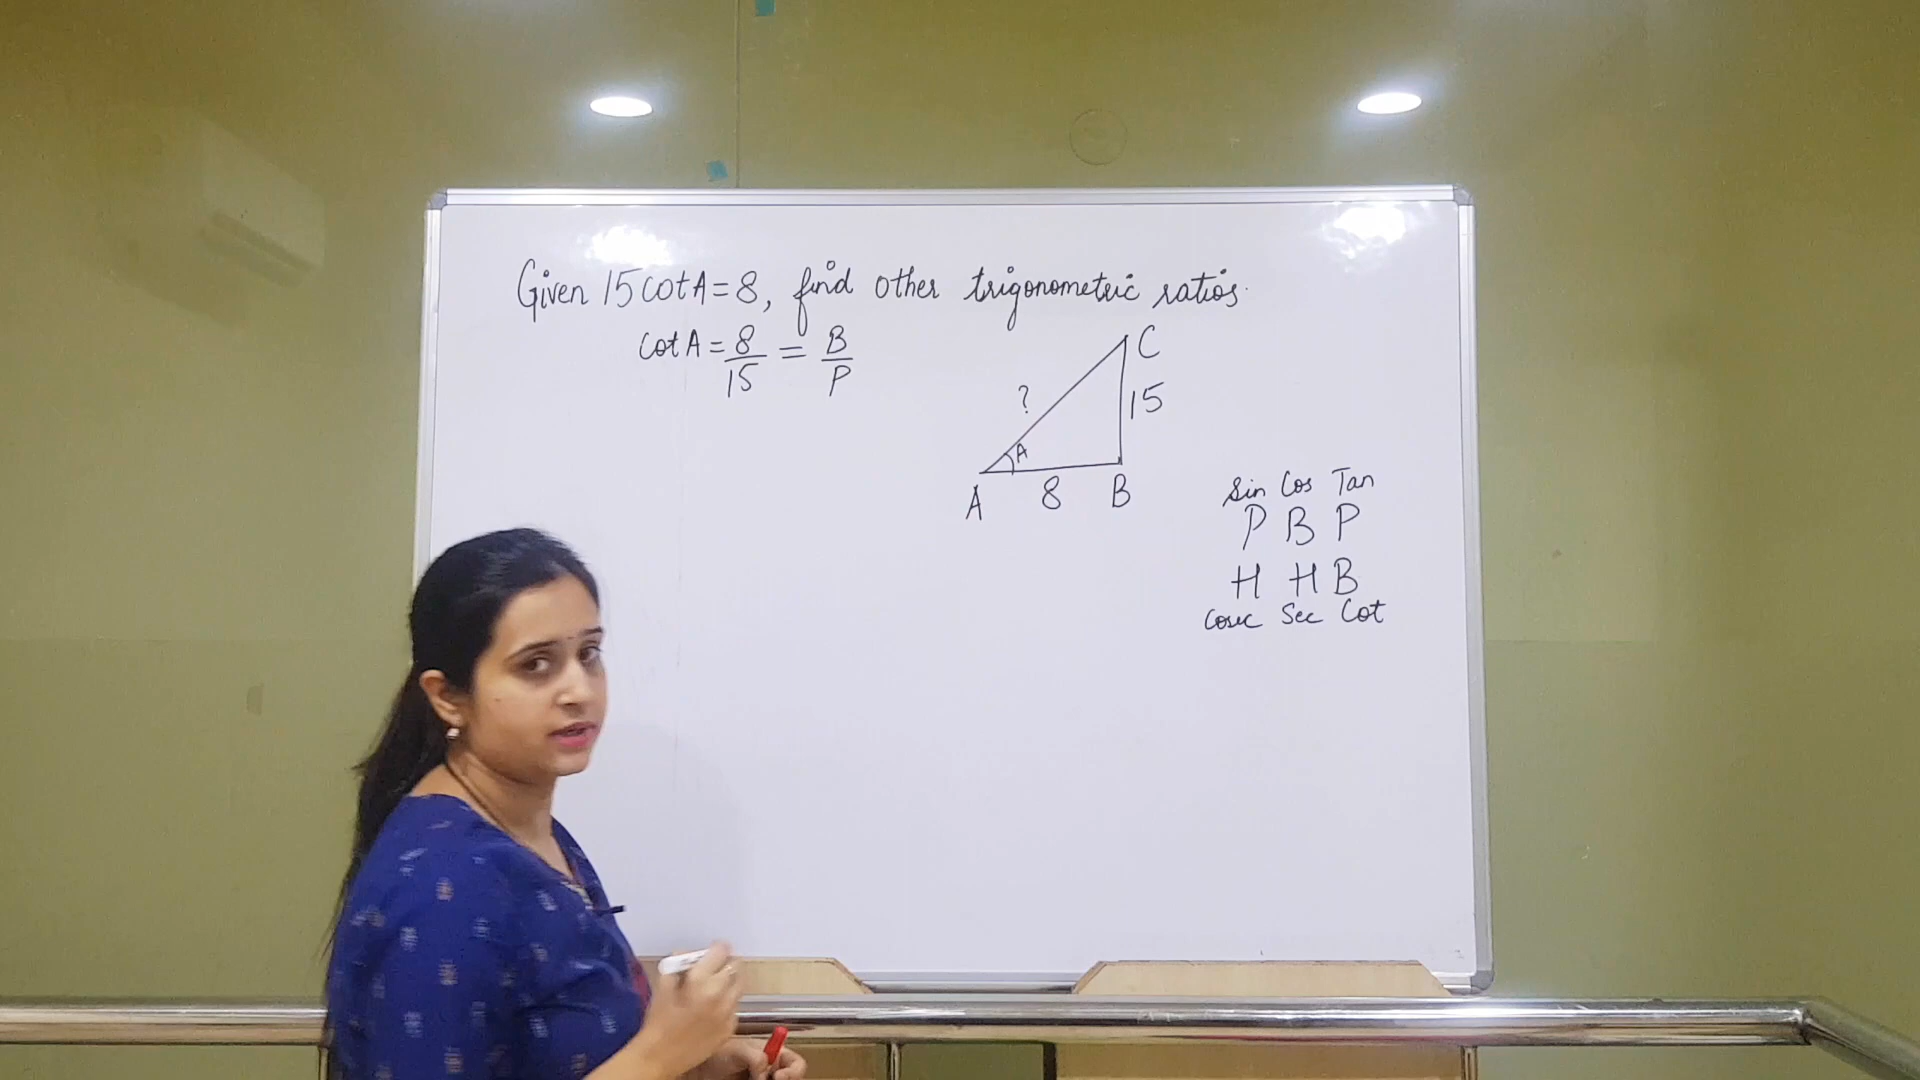 Given 15 cot A = 8, find other trigonometric ratios.
cot A = 8/15 = B/P
C
?
15
A
A 8 B
Sin Cos Tan
P B P
H H B
Cosec Sec Cot